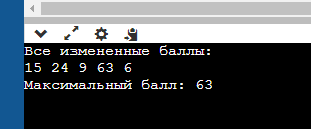 Все измененные баллы:
15 24 9 63 6
Максимальный балл: 63